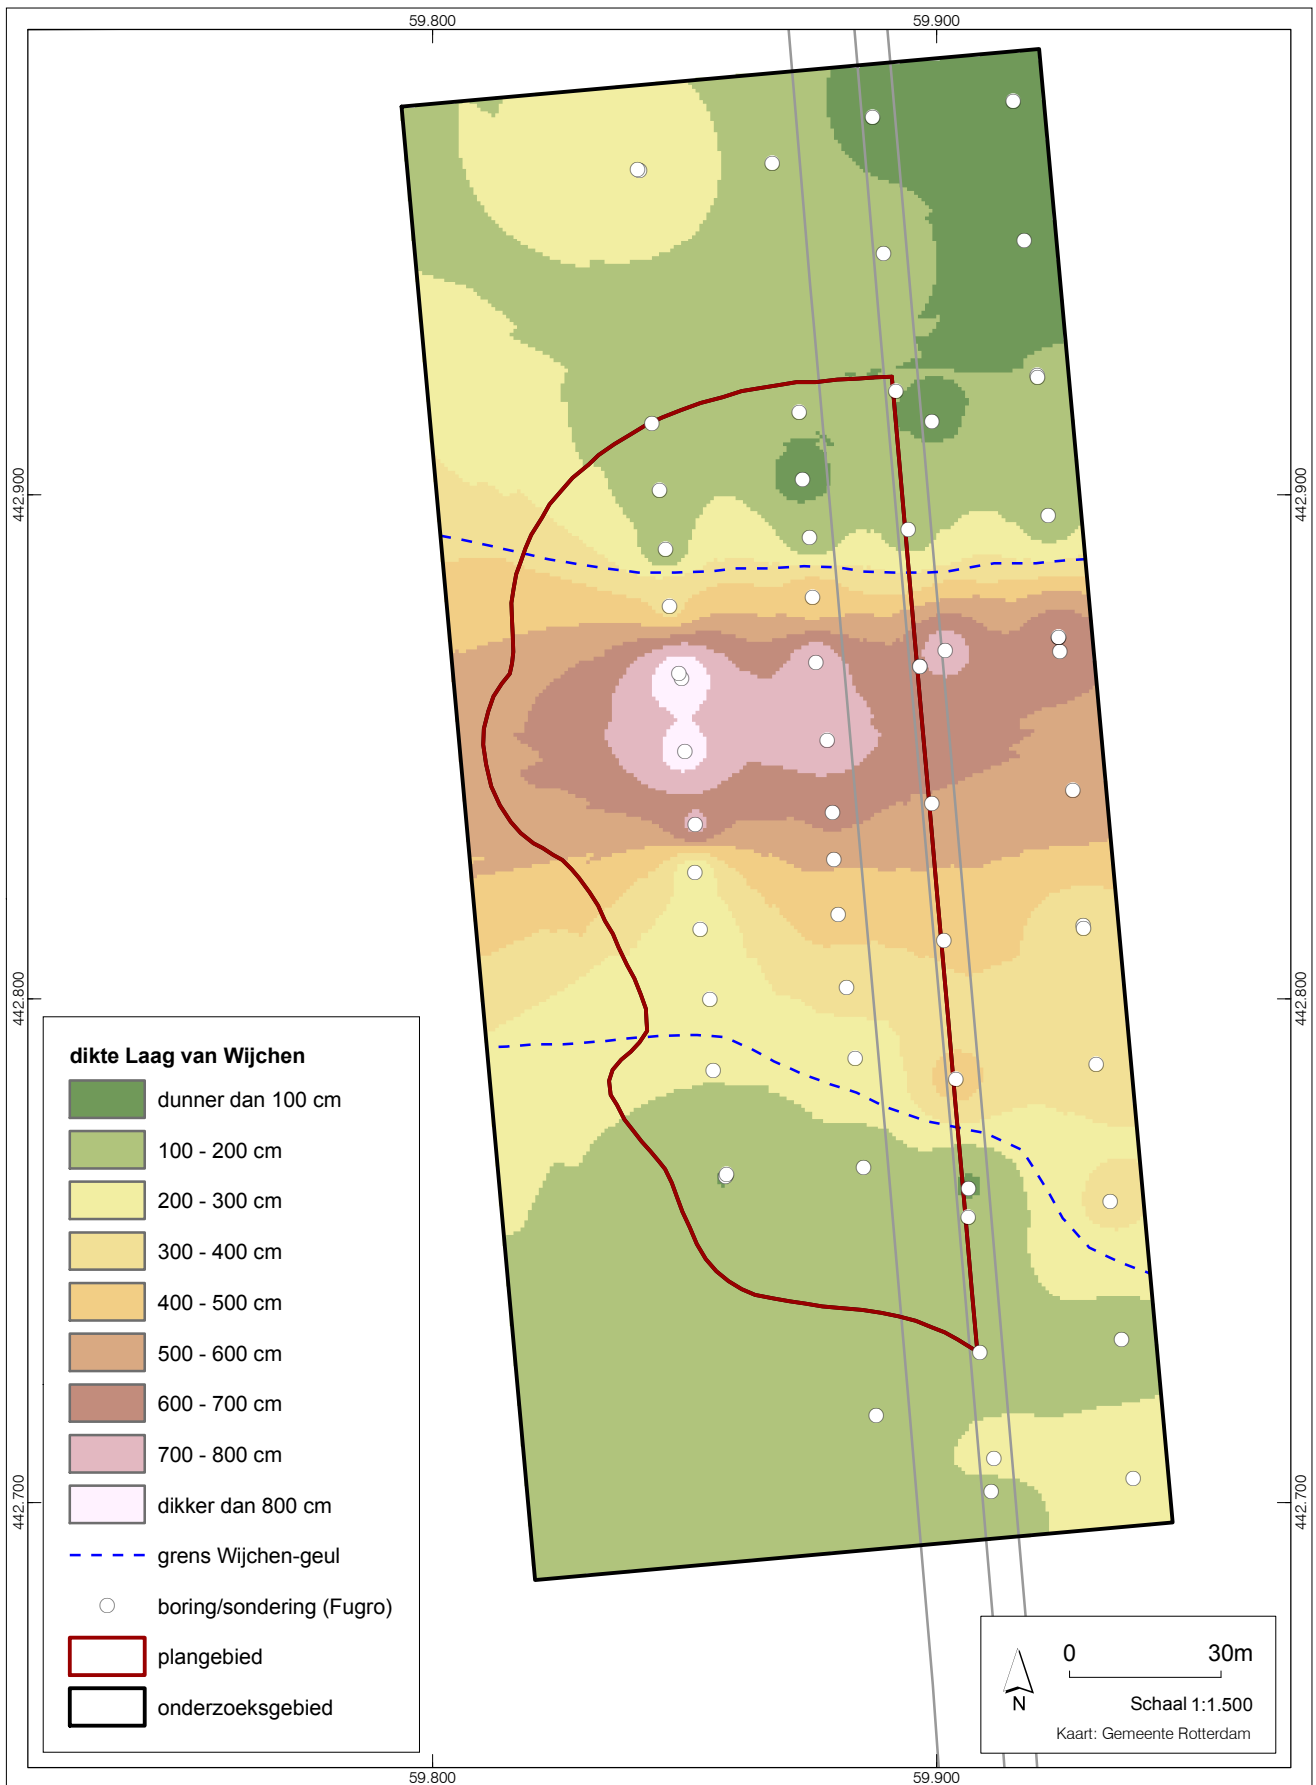 59.800
59.900
442.900
442.900
442.800
442.800
442.700
442.700
dikte Laag van Wijchen
dunner dan 100 cm
100 - 200 cm
200 - 300 cm
300 - 400 cm
400 - 500 cm
500 - 600 cm
600 - 700 cm
700 - 800 cm
dikker dan 800 cm
grens Wijchen-geul
boring/sondering (Fugro)
plangebied
onderzoeksgebied
0 30m
N
Schaal 1:1.500
Kaart: Gemeente Rotterdam
59.800
59.900